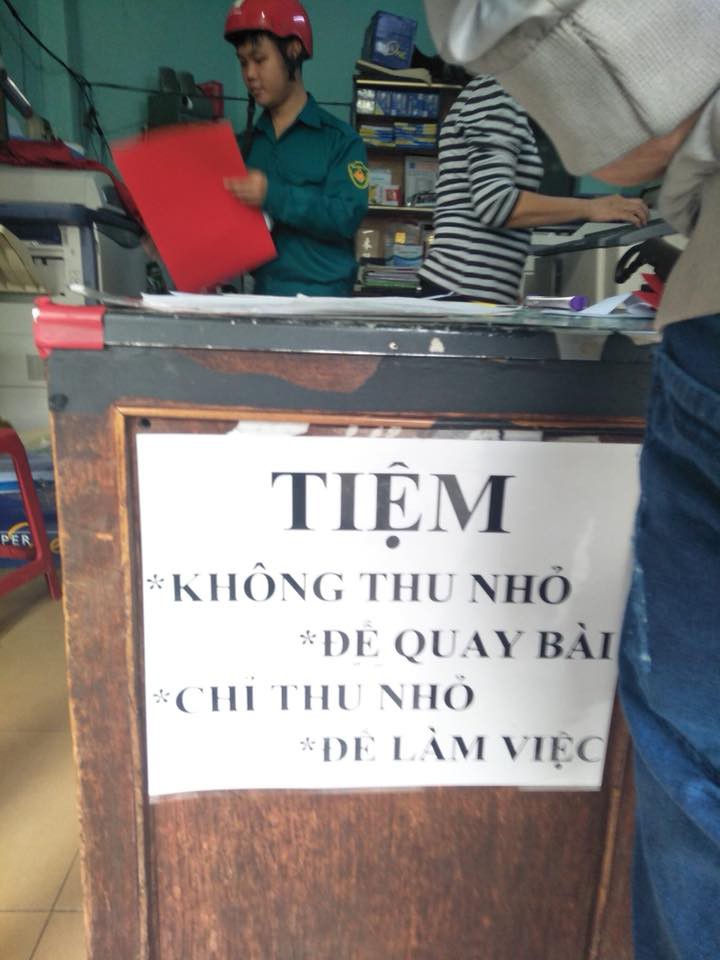 TIỆM
*KHÔNG THU NHỎ
*ĐỂ QUAY BÀI
*CHỈ THU NHỎ
*ĐỂ LÀM VIỆC